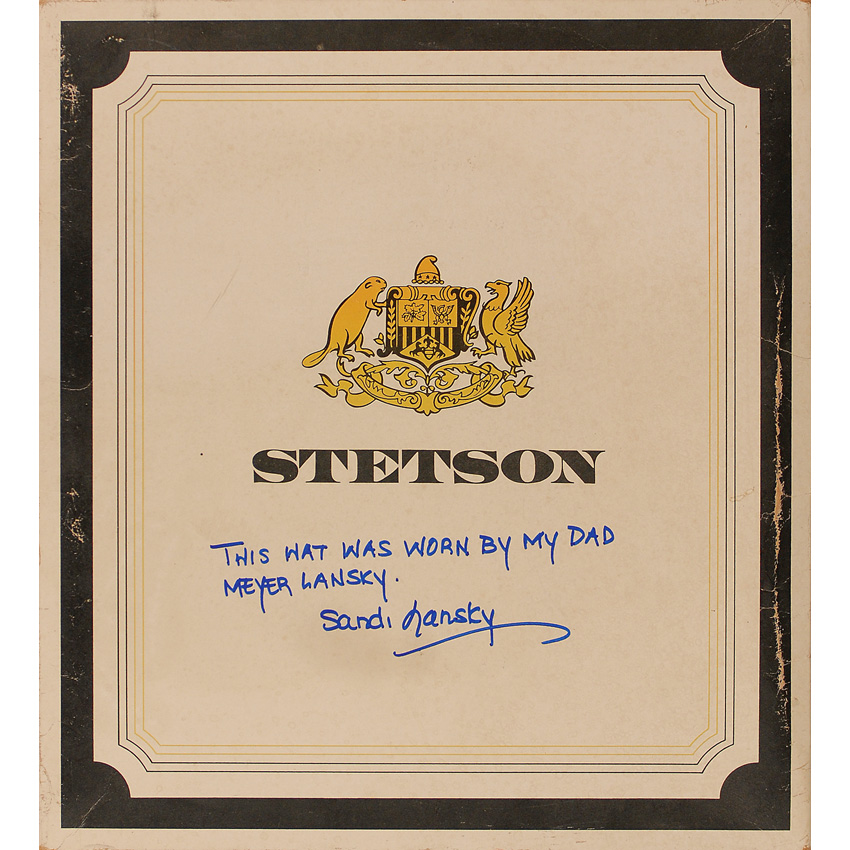 STETSON
THIS HAT WAS WORN BY MY DAD
MEYER LANSKY.
Sandi Lansky